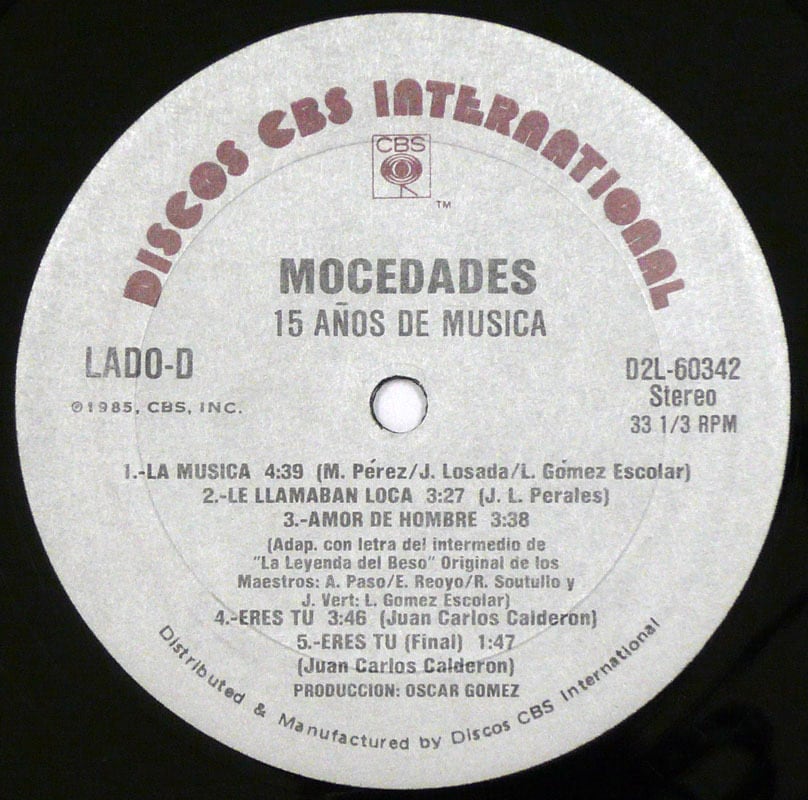 DISCOS CBS INTERNATIONAL
CBS
TM
MOCEDADES
15 AÑOS DE MUSICA
LADO-D
℗1985, CBS, INC.
D2L-60342
Stereo
33 1/3 RPM
1.-LA MUSICA 4:39 (M. Pérez/J. Losada/L. Gómez Escolar)
2.-LE LLAMABAN LOCA 3:27 (J. L. Perales)
3.-AMOR DE HOMBRE 3:38
(Adap. con letra del intermedio de
"La Leyenda del Beso" Original de los
Maestros: A. Paso/E. Reoyo/R. Soutullo y
J. Vert: L. Gomez Escolar)
4.-ERES TU 3:46 (Juan Carlos Calderon)
5.-ERES TU (Final) 1:47
(Juan Carlos Calderon)
PRODUCCION: OSCAR GOMEZ
Distributed & Manufactured by Discos CBS International